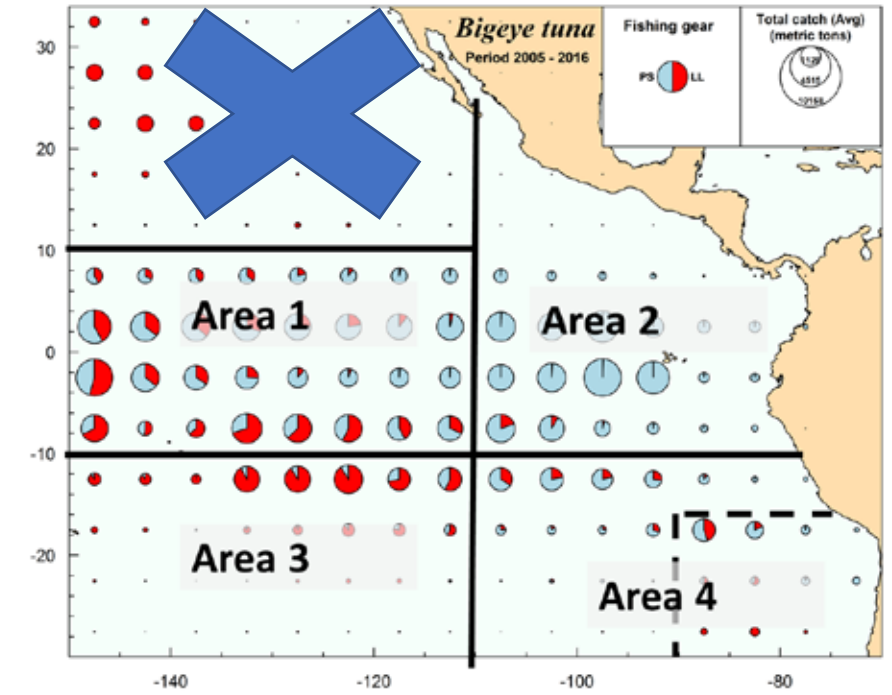 Bigeye tuna
Period 2005 - 2016
Fishing gear
PS LL
Total catch (Avg)
(metric tons)
30
20
10
0
-10
-20
Area 1
Area 2
Area 3
Area 4
-140 -120 -100 -80